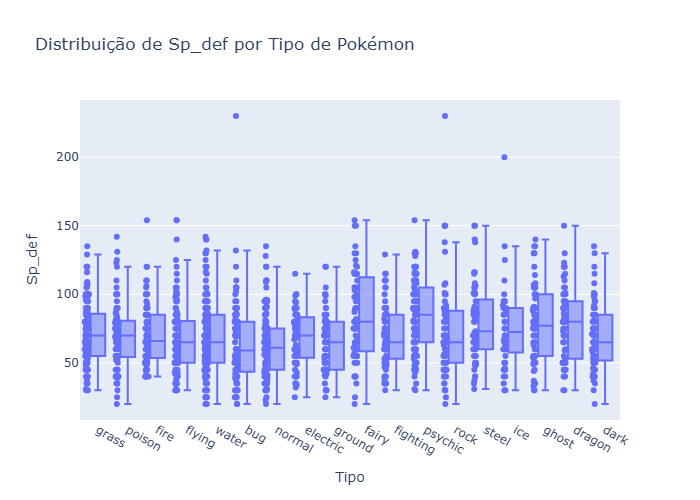 Distribuição de Sp_def por Tipo de Pokémon
Sp_def
200
150
100
50
grass
poison
fire
flying
water
bug
normal
electric
ground
fairy
fighting
psychic
rock
steel
ice
ghost
dragon
dark
Tipo